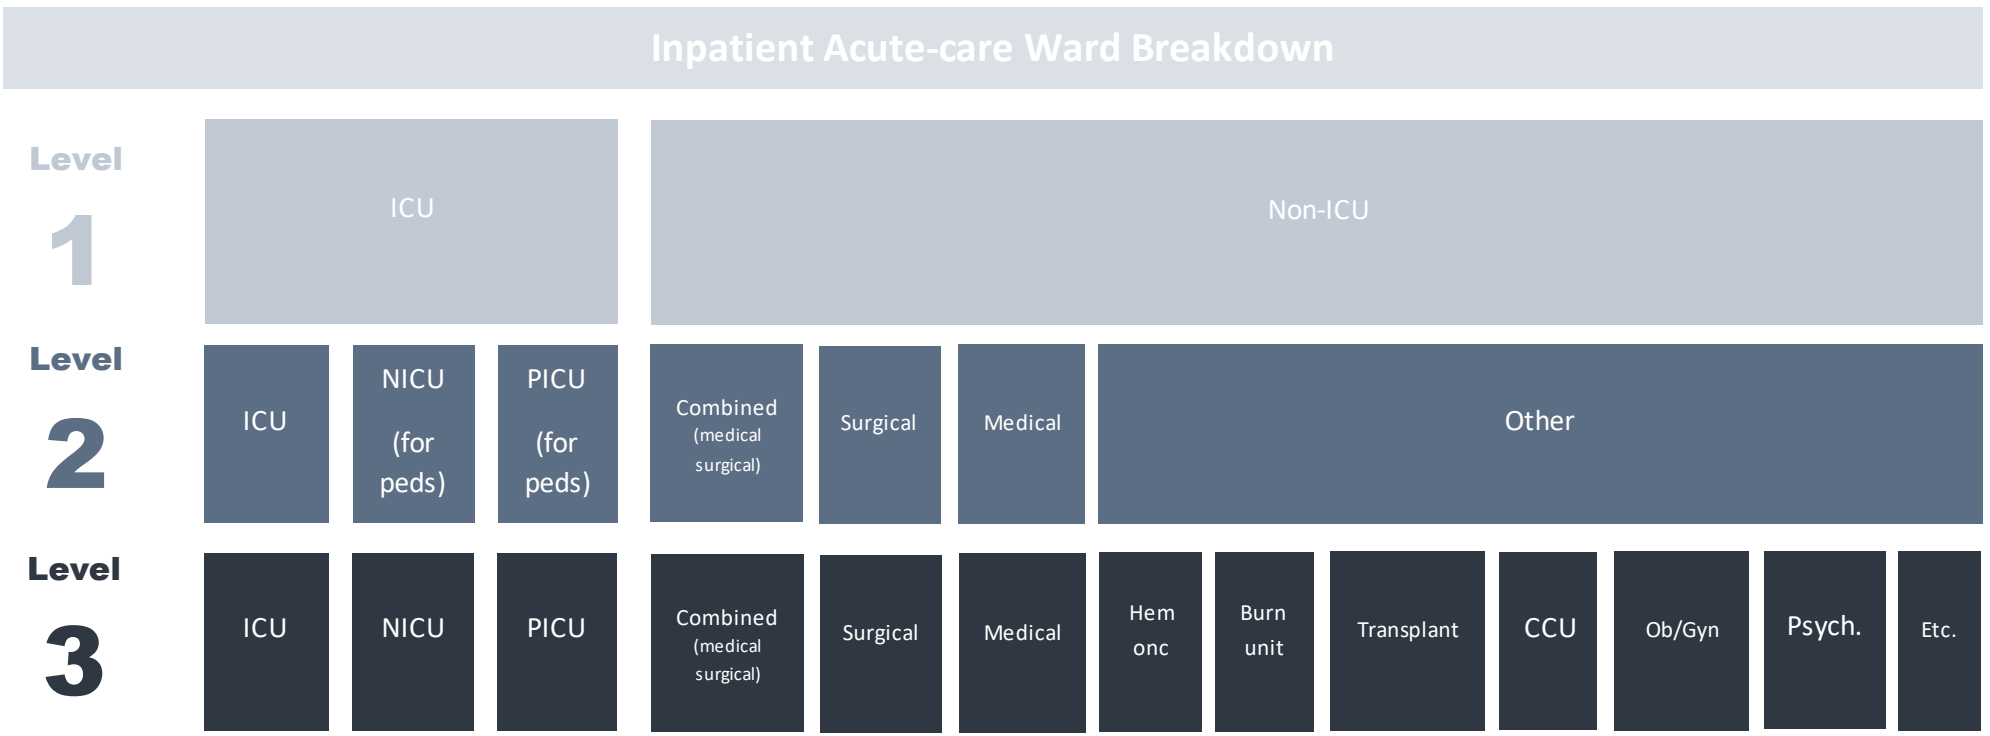 Inpatient Acute-care Ward Breakdown
Level
1
ICU
Non-ICU
Level
2
ICU
NICU
(for
peds)
PICU
(for
peds)
Combined
(medical
surgical)
Surgical
Medical
Other
Level
3
ICU
NICU
PICU
Combined
(medical
surgical)
Surgical
Medical
Hem
onc
Burn
unit
Transplant
CCU
Ob/Gyn
Psych.
Etc.